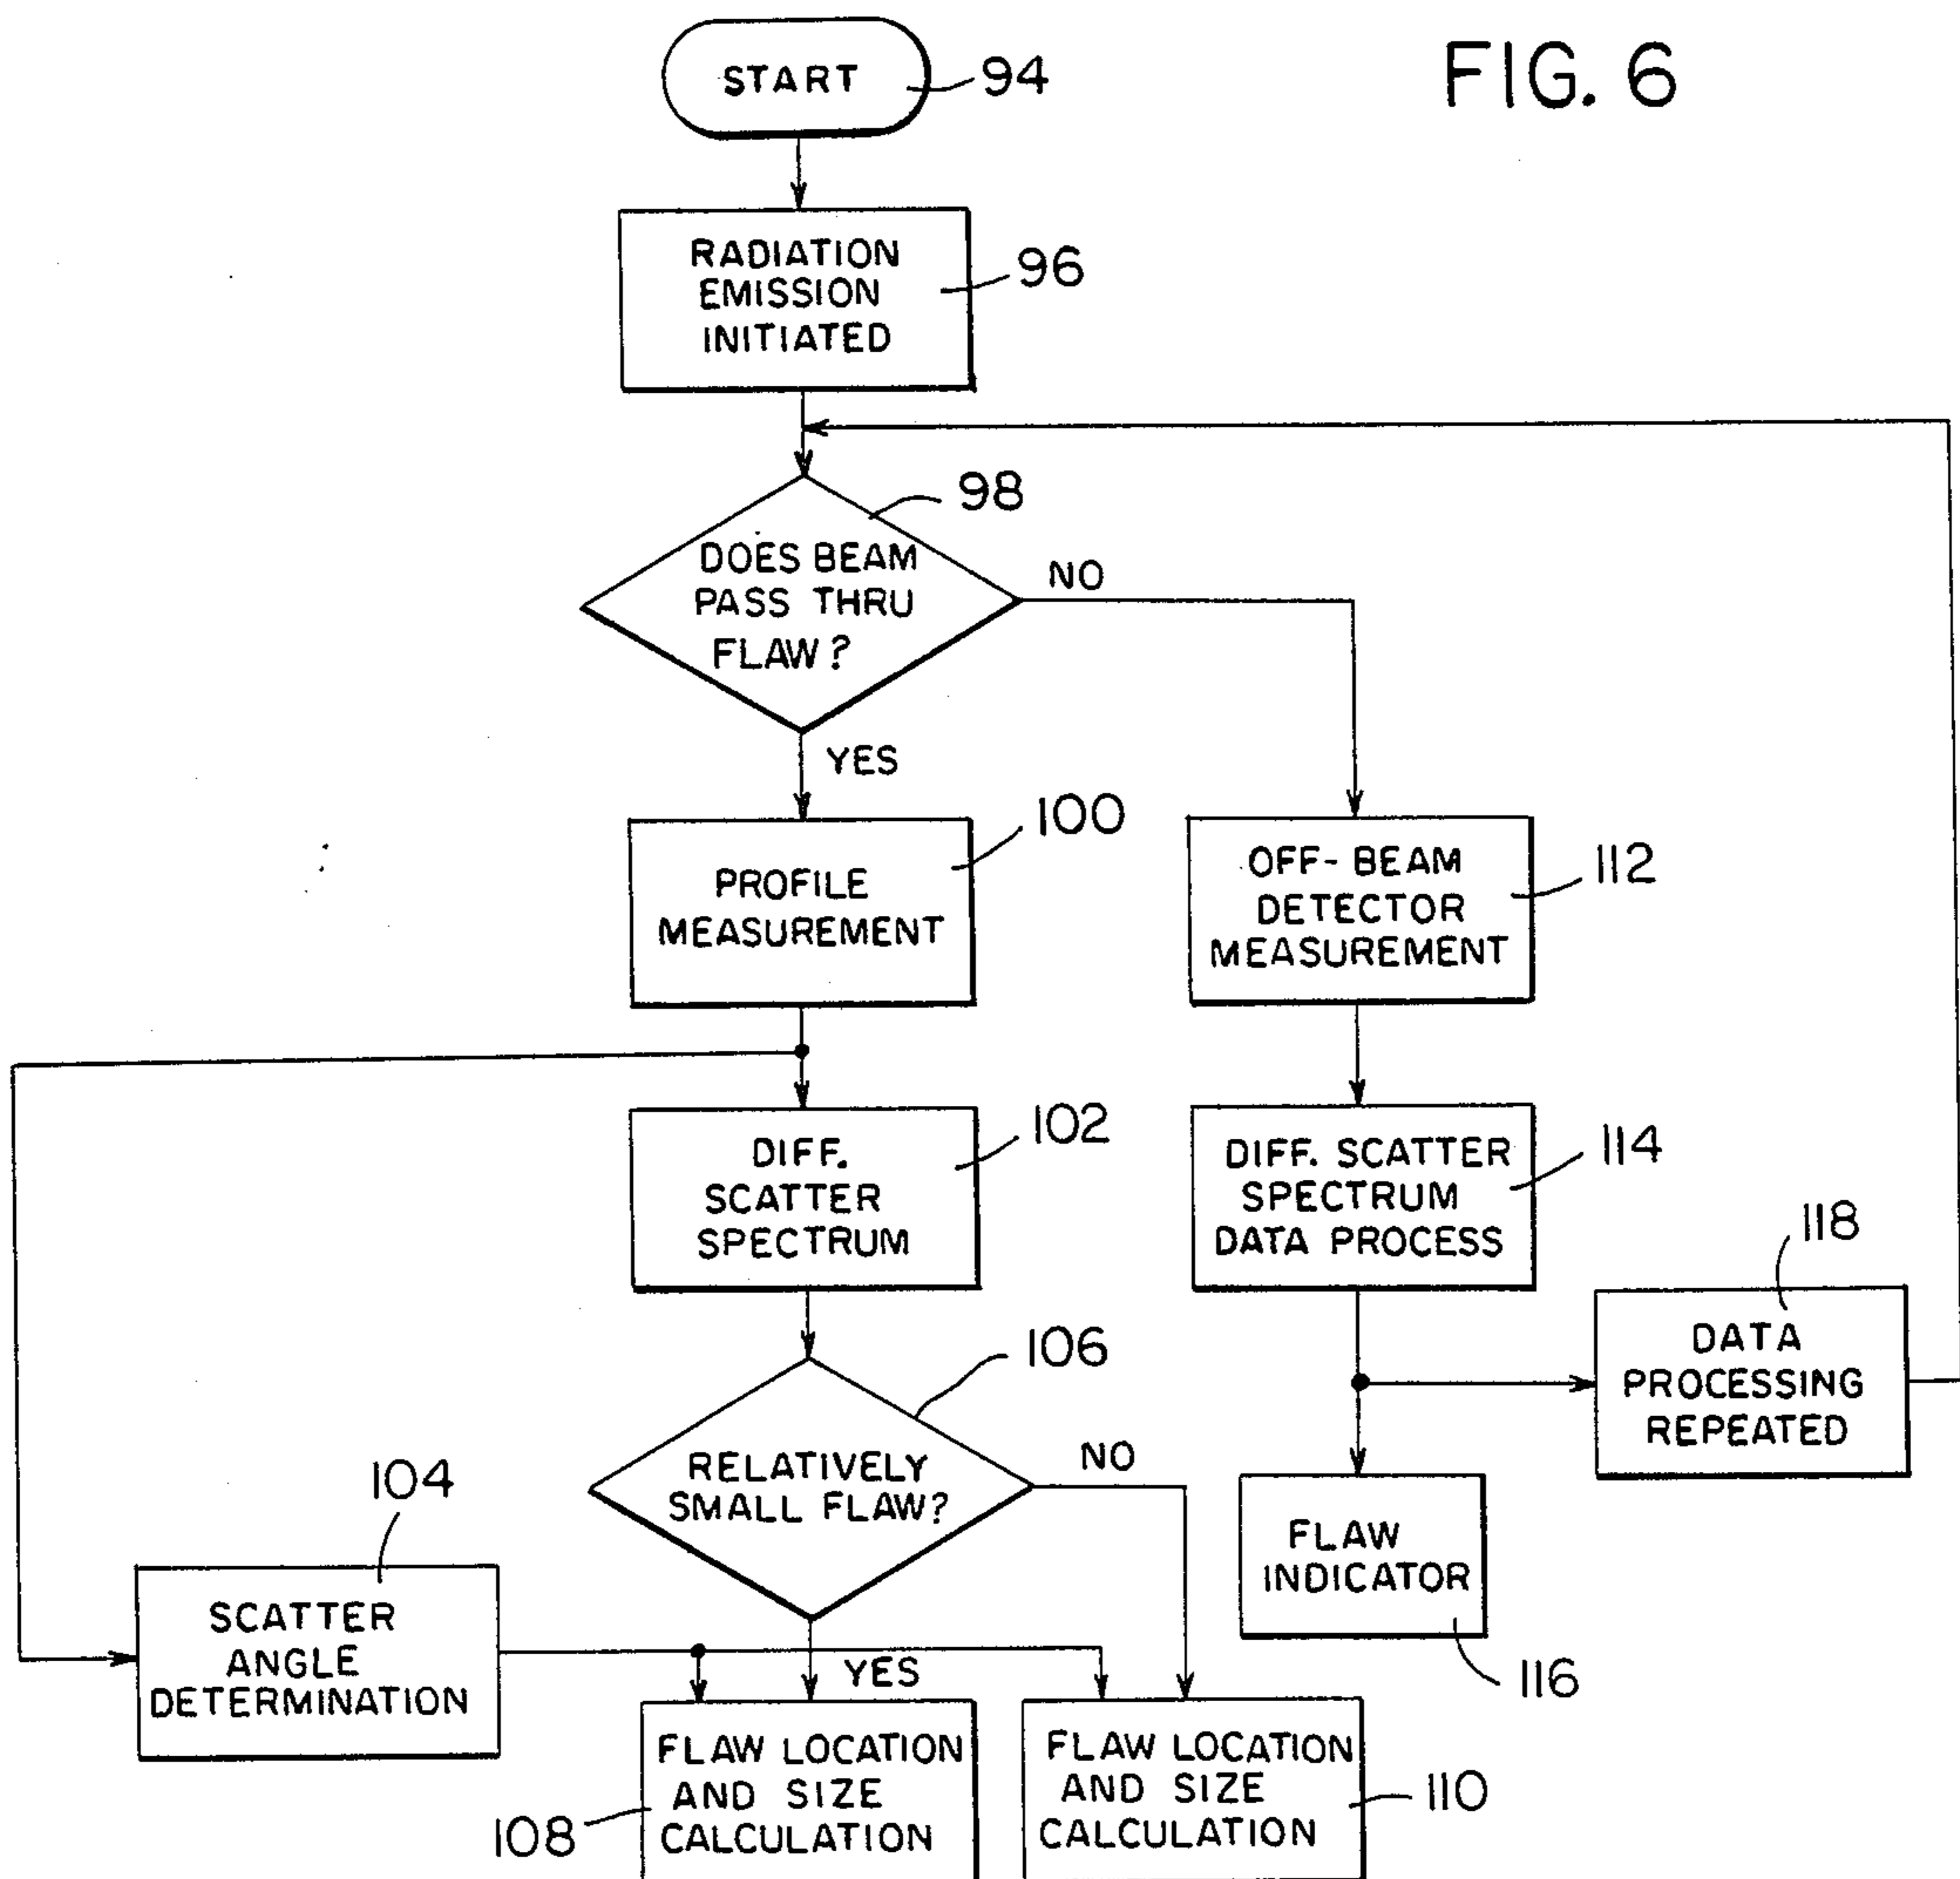 FIG. 6
START
94
RADIATION
EMISSION
INITIATED
96
98
DOES BEAM
PASS THRU
FLAW?
NO
YES
100
PROFILE
MEASUREMENT
OFF-BEAM
DETECTOR
MEASUREMENT
112
102
DIFF.
SCATTER
SPECTRUM
DIFF. SCATTER
SPECTRUM
DATA PROCESS
114
118
DATA
PROCESSING
REPEATED
106
RELATIVELY
SMALL FLAW?
NO
YES
104
SCATTER
ANGLE
DETERMINATION
FLAW
INDICATOR
116
FLAW LOCATION
AND SIZE
CALCULATION
108
FLAW LOCATION
AND SIZE
CALCULATION
110